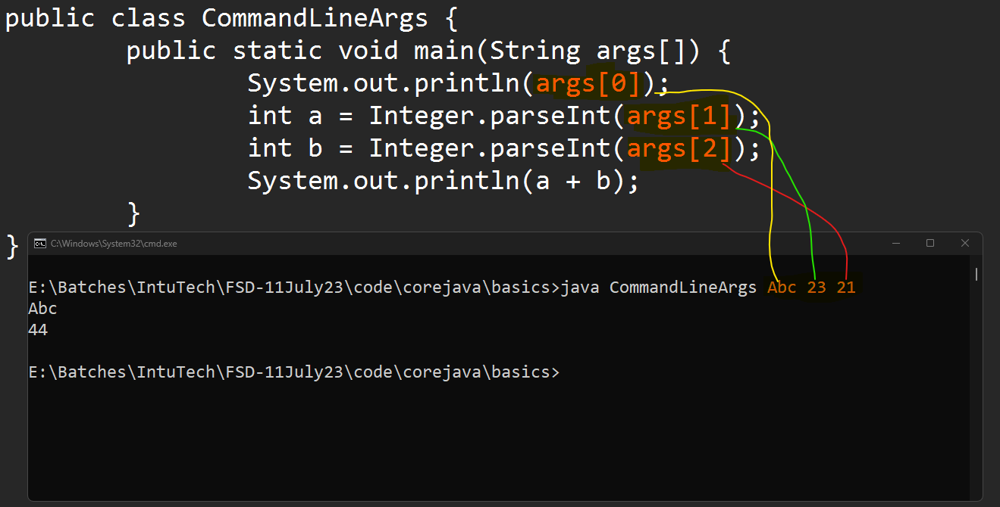 public class CommandLineArgs {
public static void main(String args[]) {
System.out.println(args[0]);
int a = Integer.parseInt(args[1]);
int b = Integer.parseInt(args[2]);
System.out.println(a + b);
}
}
C:\Windows\System32\cmd.exe
E:\Batches\IntuTech\FSD-11July23\code\corejava\basics>java CommandLineArgs Abc 23 21
Abc
44
E:\Batches\IntuTech\FSD-11July23\code\corejava\basics>